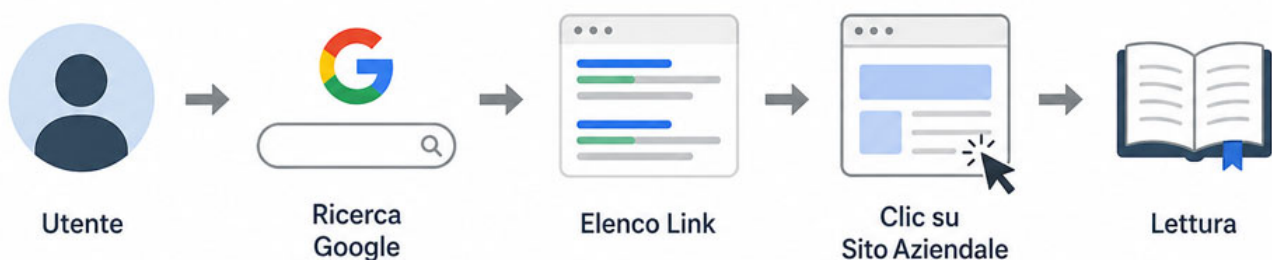 Utente
Ricerca
Google
Elenco Link
Clic su
Sito Aziendale
Lettura